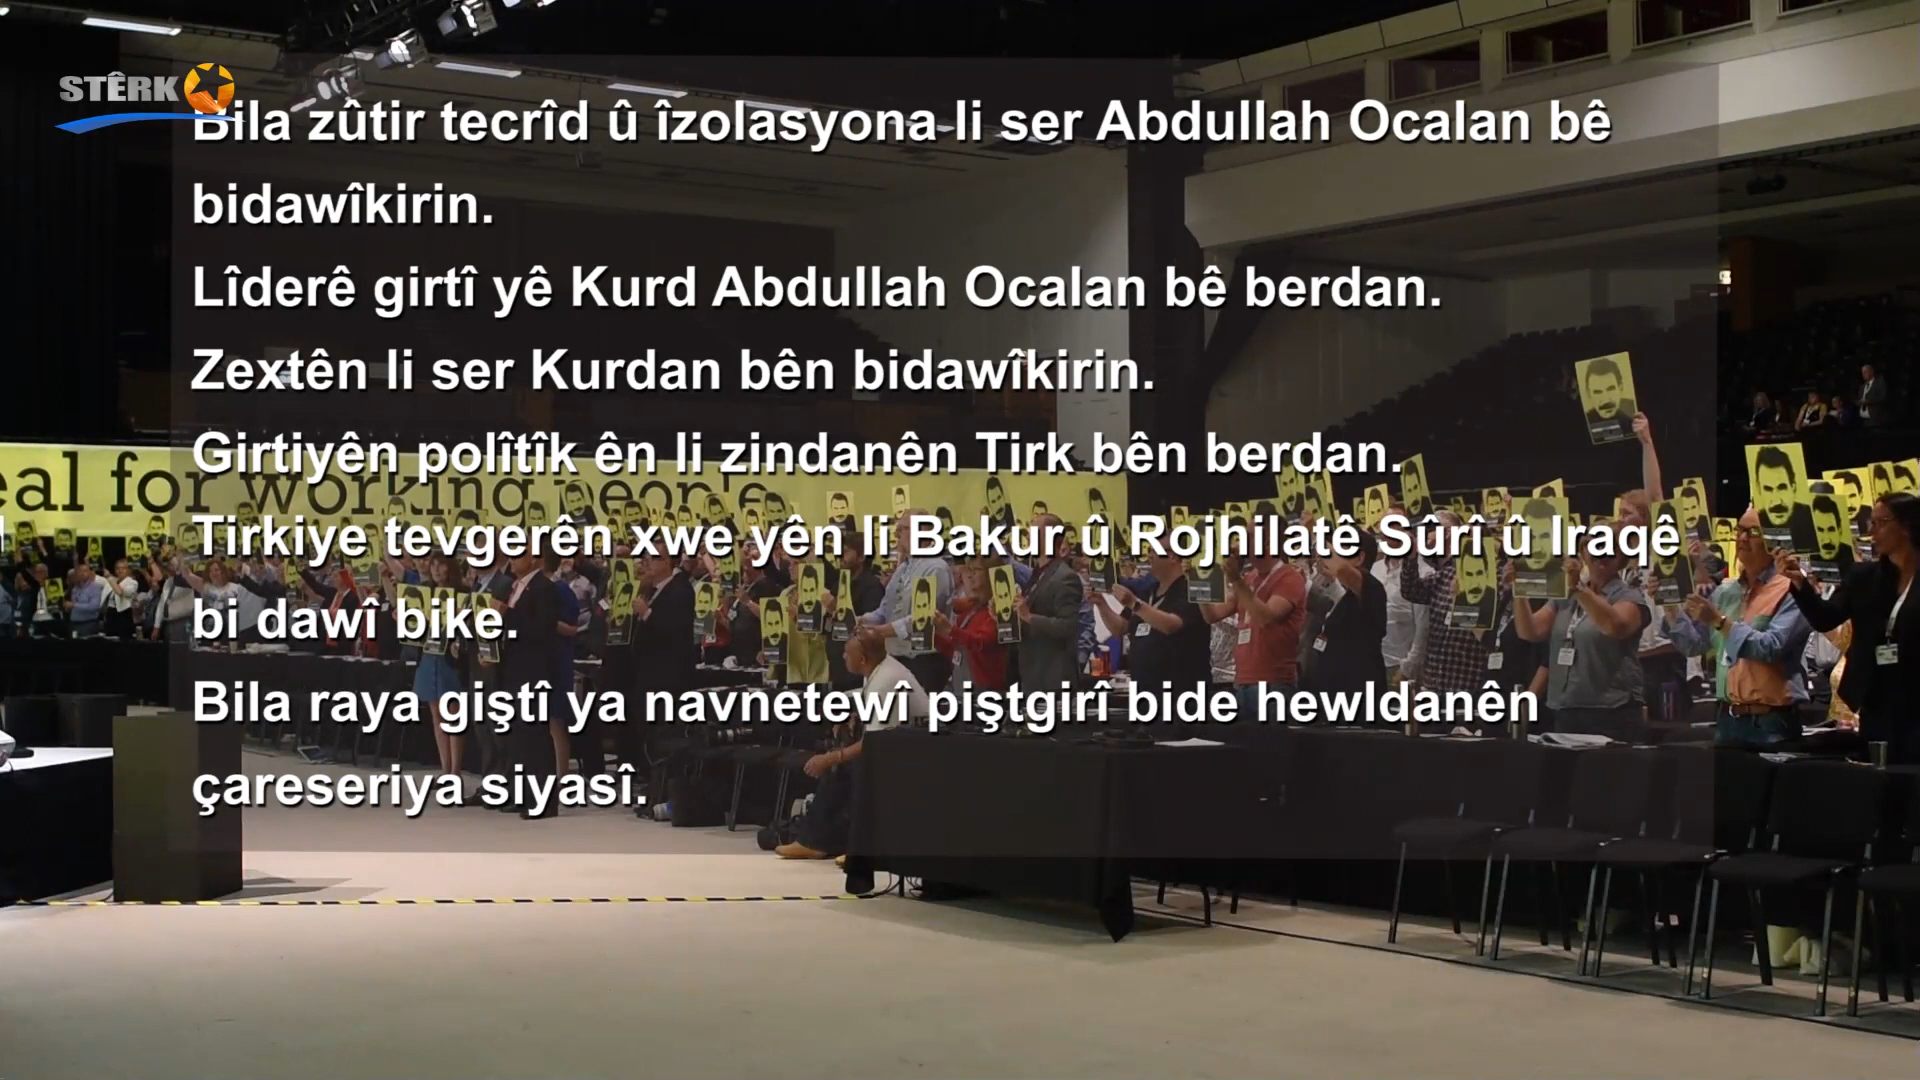 STÊRK
Bila zûtir tecrîd û îzolasyona li ser Abdullah Ocalan bê
bidawîkirin.
Lîderê girtî yê Kurd Abdullah Ocalan bê berdan.
Zextên li ser Kurdan bên bidawîkirin.
Girtiyên polîtîk ên li zindanên Tirk bên berdan.
eal for working people
Tirkiye tevgerên xwe yên li Bakur û Rojhilatê Sûrî û Iraqê
bi dawî bike.
Bila raya giştî ya navnetewî piştgirî bide hewldanên
çareseriya siyasî.